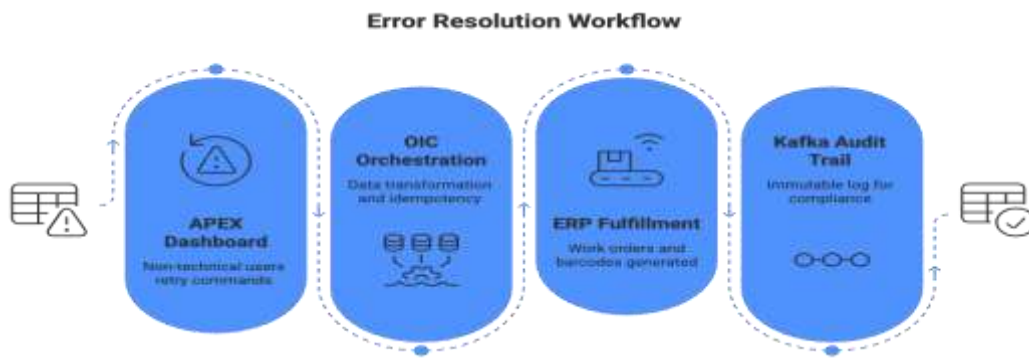 Error Resolution Workflow
APEX
Dashboard
Non-technical users
retry commands
OIC
Orchestration
Data transformation
and idempotency
ERP Fulfillment
Work orders and
barcodes generated
Kafka Audit
Trail
Immutable log for
compliance